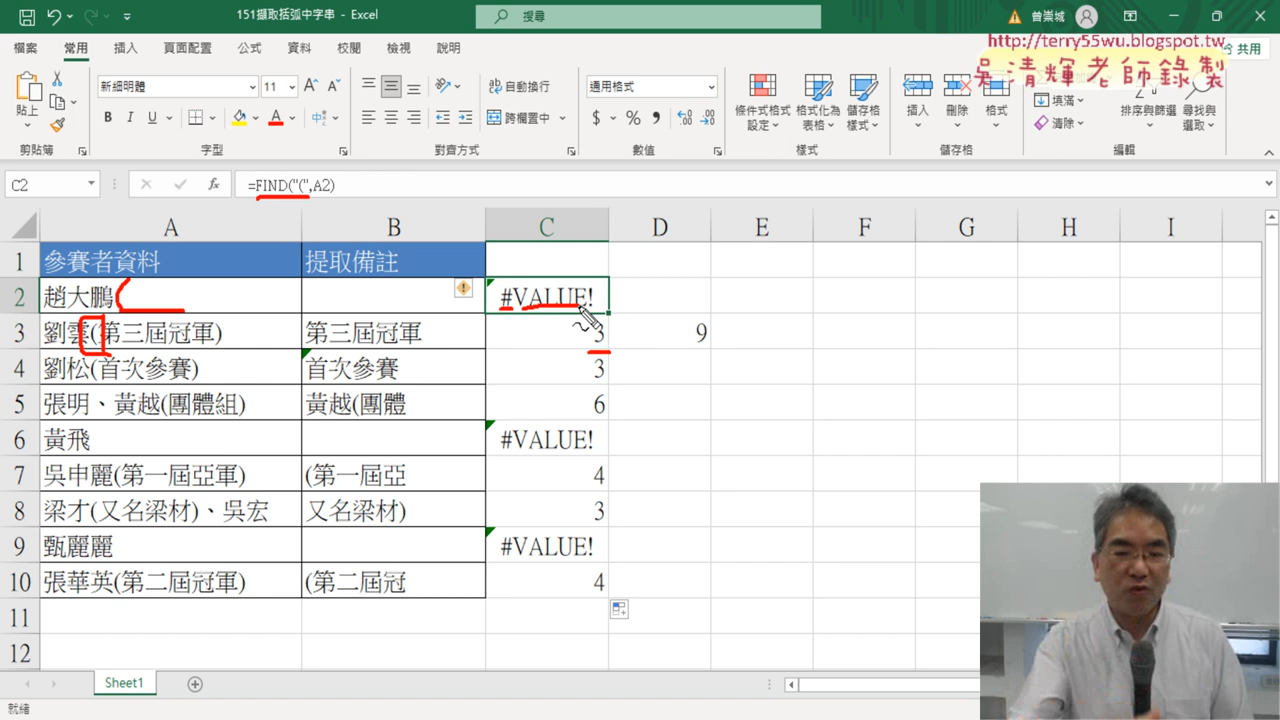 151擷取括弧中字串 - Excel
搜尋
曾崇城
http://terry55wu.blogspot.tw
吳清輝老師錄製
檔案 常用 插入 頁面配置 公式 資料 校閱 檢視 說明
共用
貼上
新細明體 11
B I U
自動換行
跨欄置中
通用格式
條件式格式設定
格式化為表格
儲存格樣式
插入 刪除 格式
填滿
清除
排序與篩選
尋找與選取
剪貼簿 字型 對齊方式 數值 樣式 儲存格 編輯
C2 fx =FIND("(",A2)
A B C D E F G H I
1 參賽者資料 提取備註
2 趙大鵬 #VALUE!
3 劉雲(第三屆冠軍) 第三屆冠軍 3 9
4 劉松(首次參賽) 首次參賽 3
5 張明、黃越(團體組) 黃越(團體 6
6 黃飛 #VALUE!
7 吳申麗(第一屆亞軍) (第一屆亞 4
8 梁才(又名梁材)、吳宏 又名梁材) 3
9 甄麗麗 #VALUE!
10 張華英(第二屆冠軍) (第二屆冠 4
11
12
Sheet1
就緒